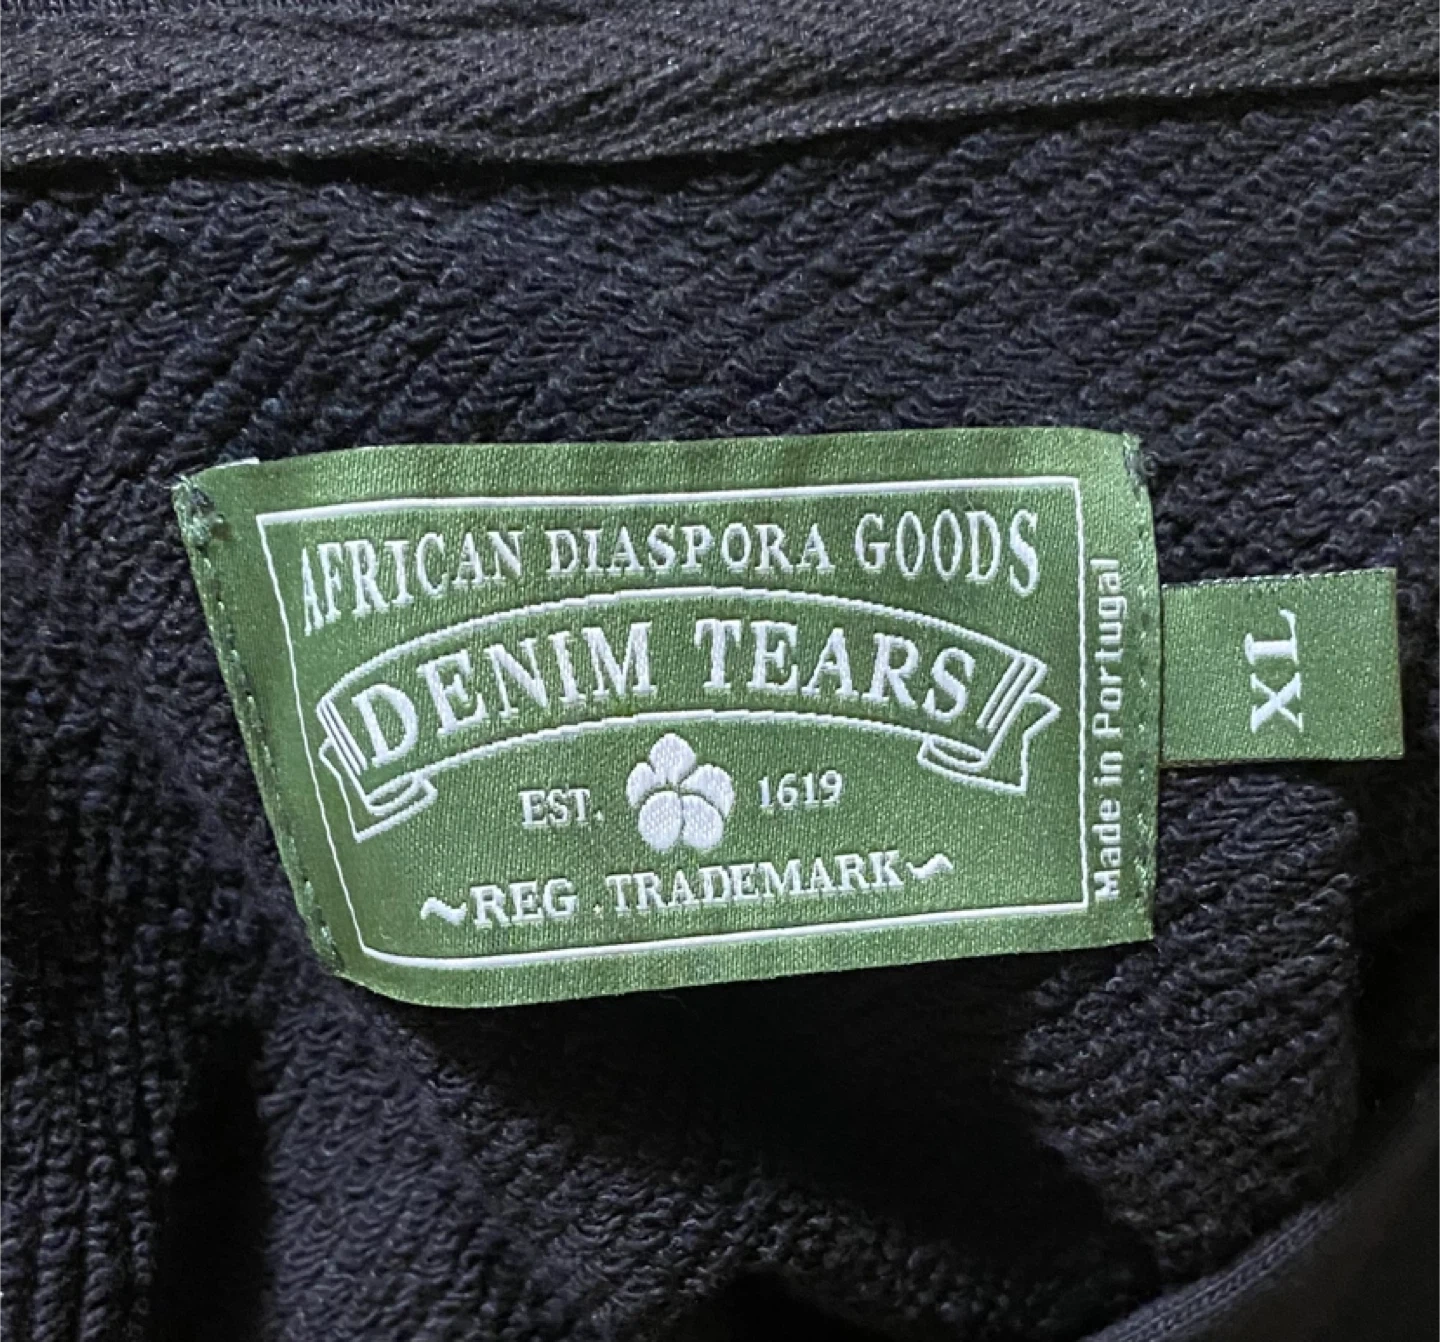 AFRICAN DIASPORA GOODS
DENIM TEARS
EST. 1619
~REG .TRADEMARK~
Made in Portugal
XL